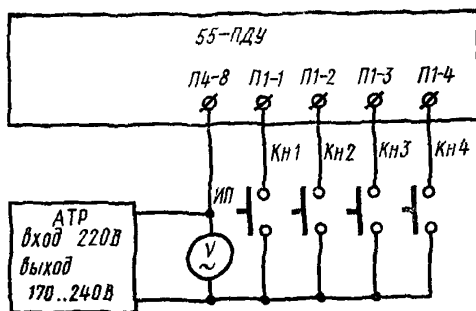 55-ПДУ
П4-8 П1-1 П1-2 П1-3 П1-4
Кн1 Кн2 Кн3 Кн4
ИП
АТР
вход 220В
выход
170..240В
V
~